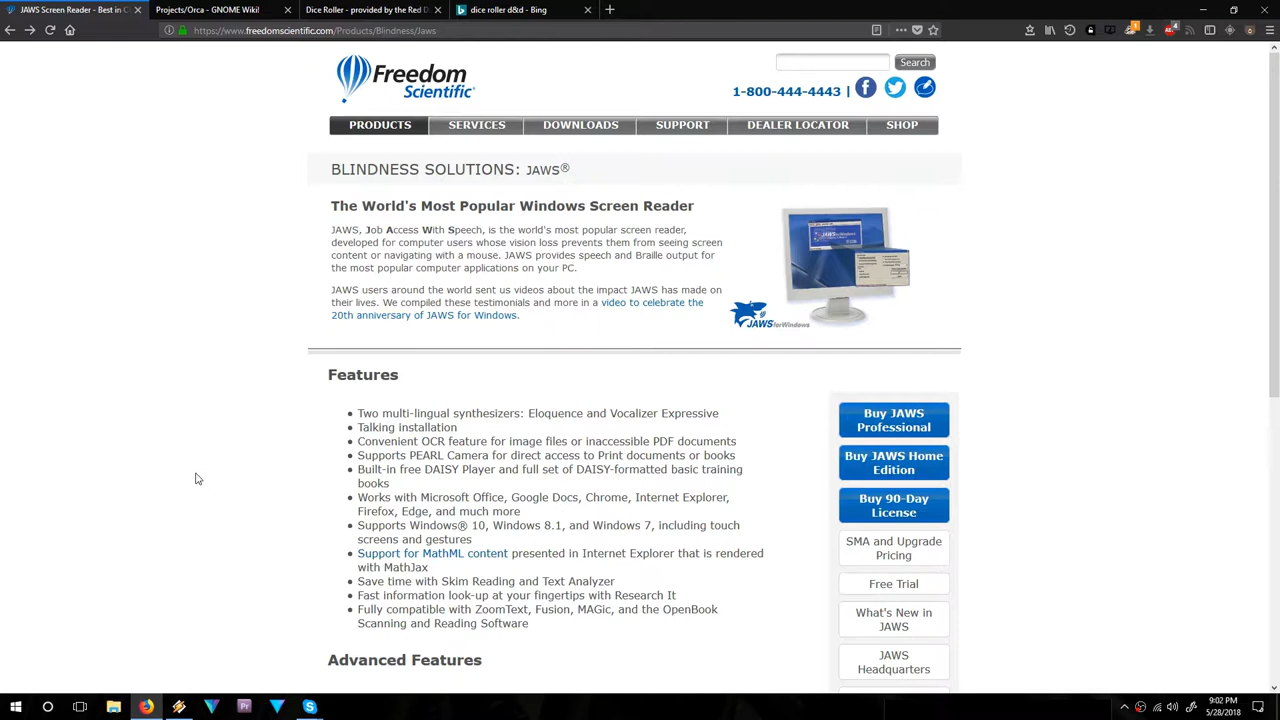 JAWS Screen Reader - Best in C
Projects/Orca - GNOME Wiki!
Dice Roller - provided by the Red D
dice roller d&d - Bing
https://www.freedomscientific.com/Products/Blindness/Jaws
Freedom
Scientific
Search
1-800-444-4443 |
PRODUCTS
SERVICES
DOWNLOADS
SUPPORT
DEALER LOCATOR
SHOP
BLINDNESS SOLUTIONS: JAWS®
The World's Most Popular Windows Screen Reader
JAWS, Job Access With Speech, is the world's most popular screen reader,
developed for computer users whose vision loss prevents them from seeing screen
content or navigating with a mouse. JAWS provides speech and Braille output for
the most popular computer applications on your PC.
JAWS users around the world sent us videos about the impact JAWS has made on
their lives. We compiled these testimonials and more in a video to celebrate the
20th anniversary of JAWS for Windows.
JAWS for Windows
Features
Two multi-lingual synthesizers: Eloquence and Vocalizer Expressive
Talking installation
Convenient OCR feature for image files or inaccessible PDF documents
Supports PEARL Camera for direct access to Print documents or books
Built-in free DAISY Player and full set of DAISY-formatted basic training
books
Works with Microsoft Office, Google Docs, Chrome, Internet Explorer,
Firefox, Edge, and much more
Supports Windows® 10, Windows 8.1, and Windows 7, including touch
screens and gestures
Support for MathML content presented in Internet Explorer that is rendered
with MathJax
Save time with Skim Reading and Text Analyzer
Fast information look-up at your fingertips with Research It
Fully compatible with ZoomText, Fusion, MAGic, and the OpenBook
Scanning and Reading Software
Advanced Features
Buy JAWS
Professional
Buy JAWS Home
Edition
Buy 90-Day
License
SMA and Upgrade
Pricing
Free Trial
What's New in
JAWS
JAWS
Headquarters
9:02 PM
5/28/2018